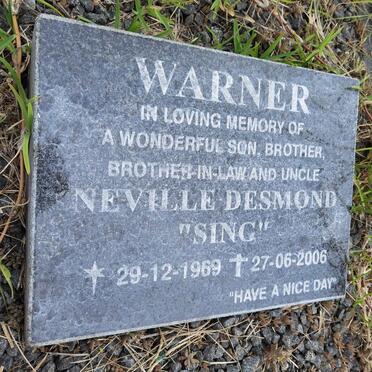 WARNER
IN LOVING MEMORY OF
A WONDERFUL SON, BROTHER,
BROTHER-IN-LAW AND UNCLE
NEVILLE DESMOND
"SING"
29-12-1969 ✝ 27-06-2006
"HAVE A NICE DAY"